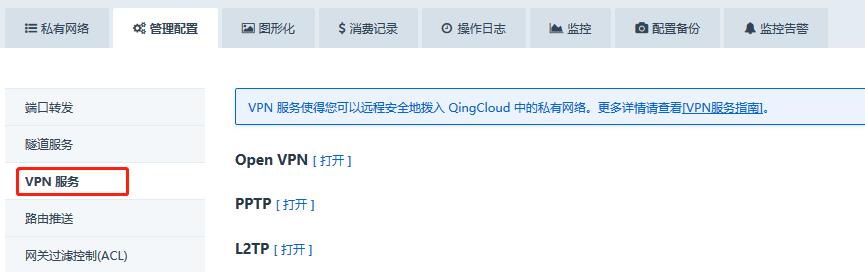 私有网络 管理配置 图形化 消费记录 操作日志 监控 配置备份 监控告警
端口转发
隧道服务
VPN 服务
路由推送
网关过滤控制(ACL)
VPN 服务使得您可以远程安全地拨入 QingCloud 中的私有网络。更多详情请查看[VPN服务指南]。
Open VPN [ 打开 ]
PPTP [ 打开 ]
L2TP [ 打开 ]